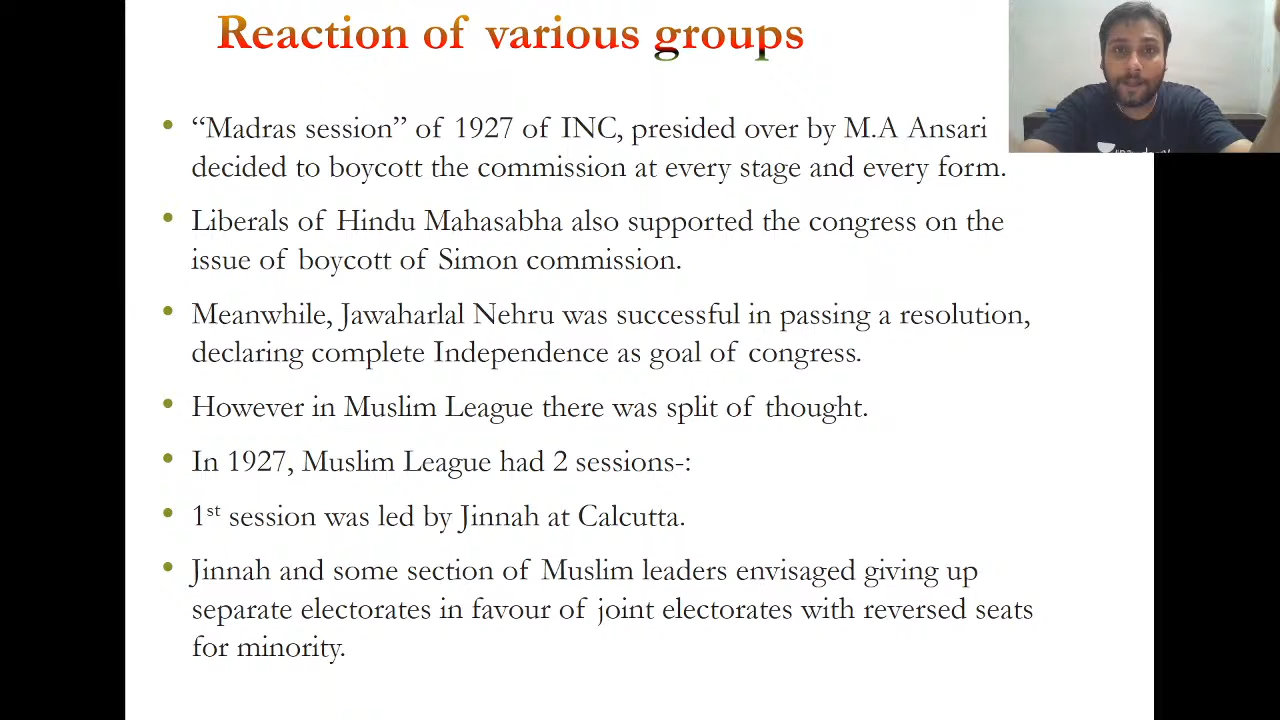 Reaction of various groups
“Madras session” of 1927 of INC, presided over by M.A Ansari
decided to boycott the commission at every stage and every form.
Liberals of Hindu Mahasabha also supported the congress on the
issue of boycott of Simon commission.
Meanwhile, Jawaharlal Nehru was successful in passing a resolution,
declaring complete Independence as goal of congress.
However in Muslim League there was split of thought.
In 1927, Muslim League had 2 sessions-:
1st session was led by Jinnah at Calcutta.
Jinnah and some section of Muslim leaders envisaged giving up
separate electorates in favour of joint electorates with reversed seats
for minority.